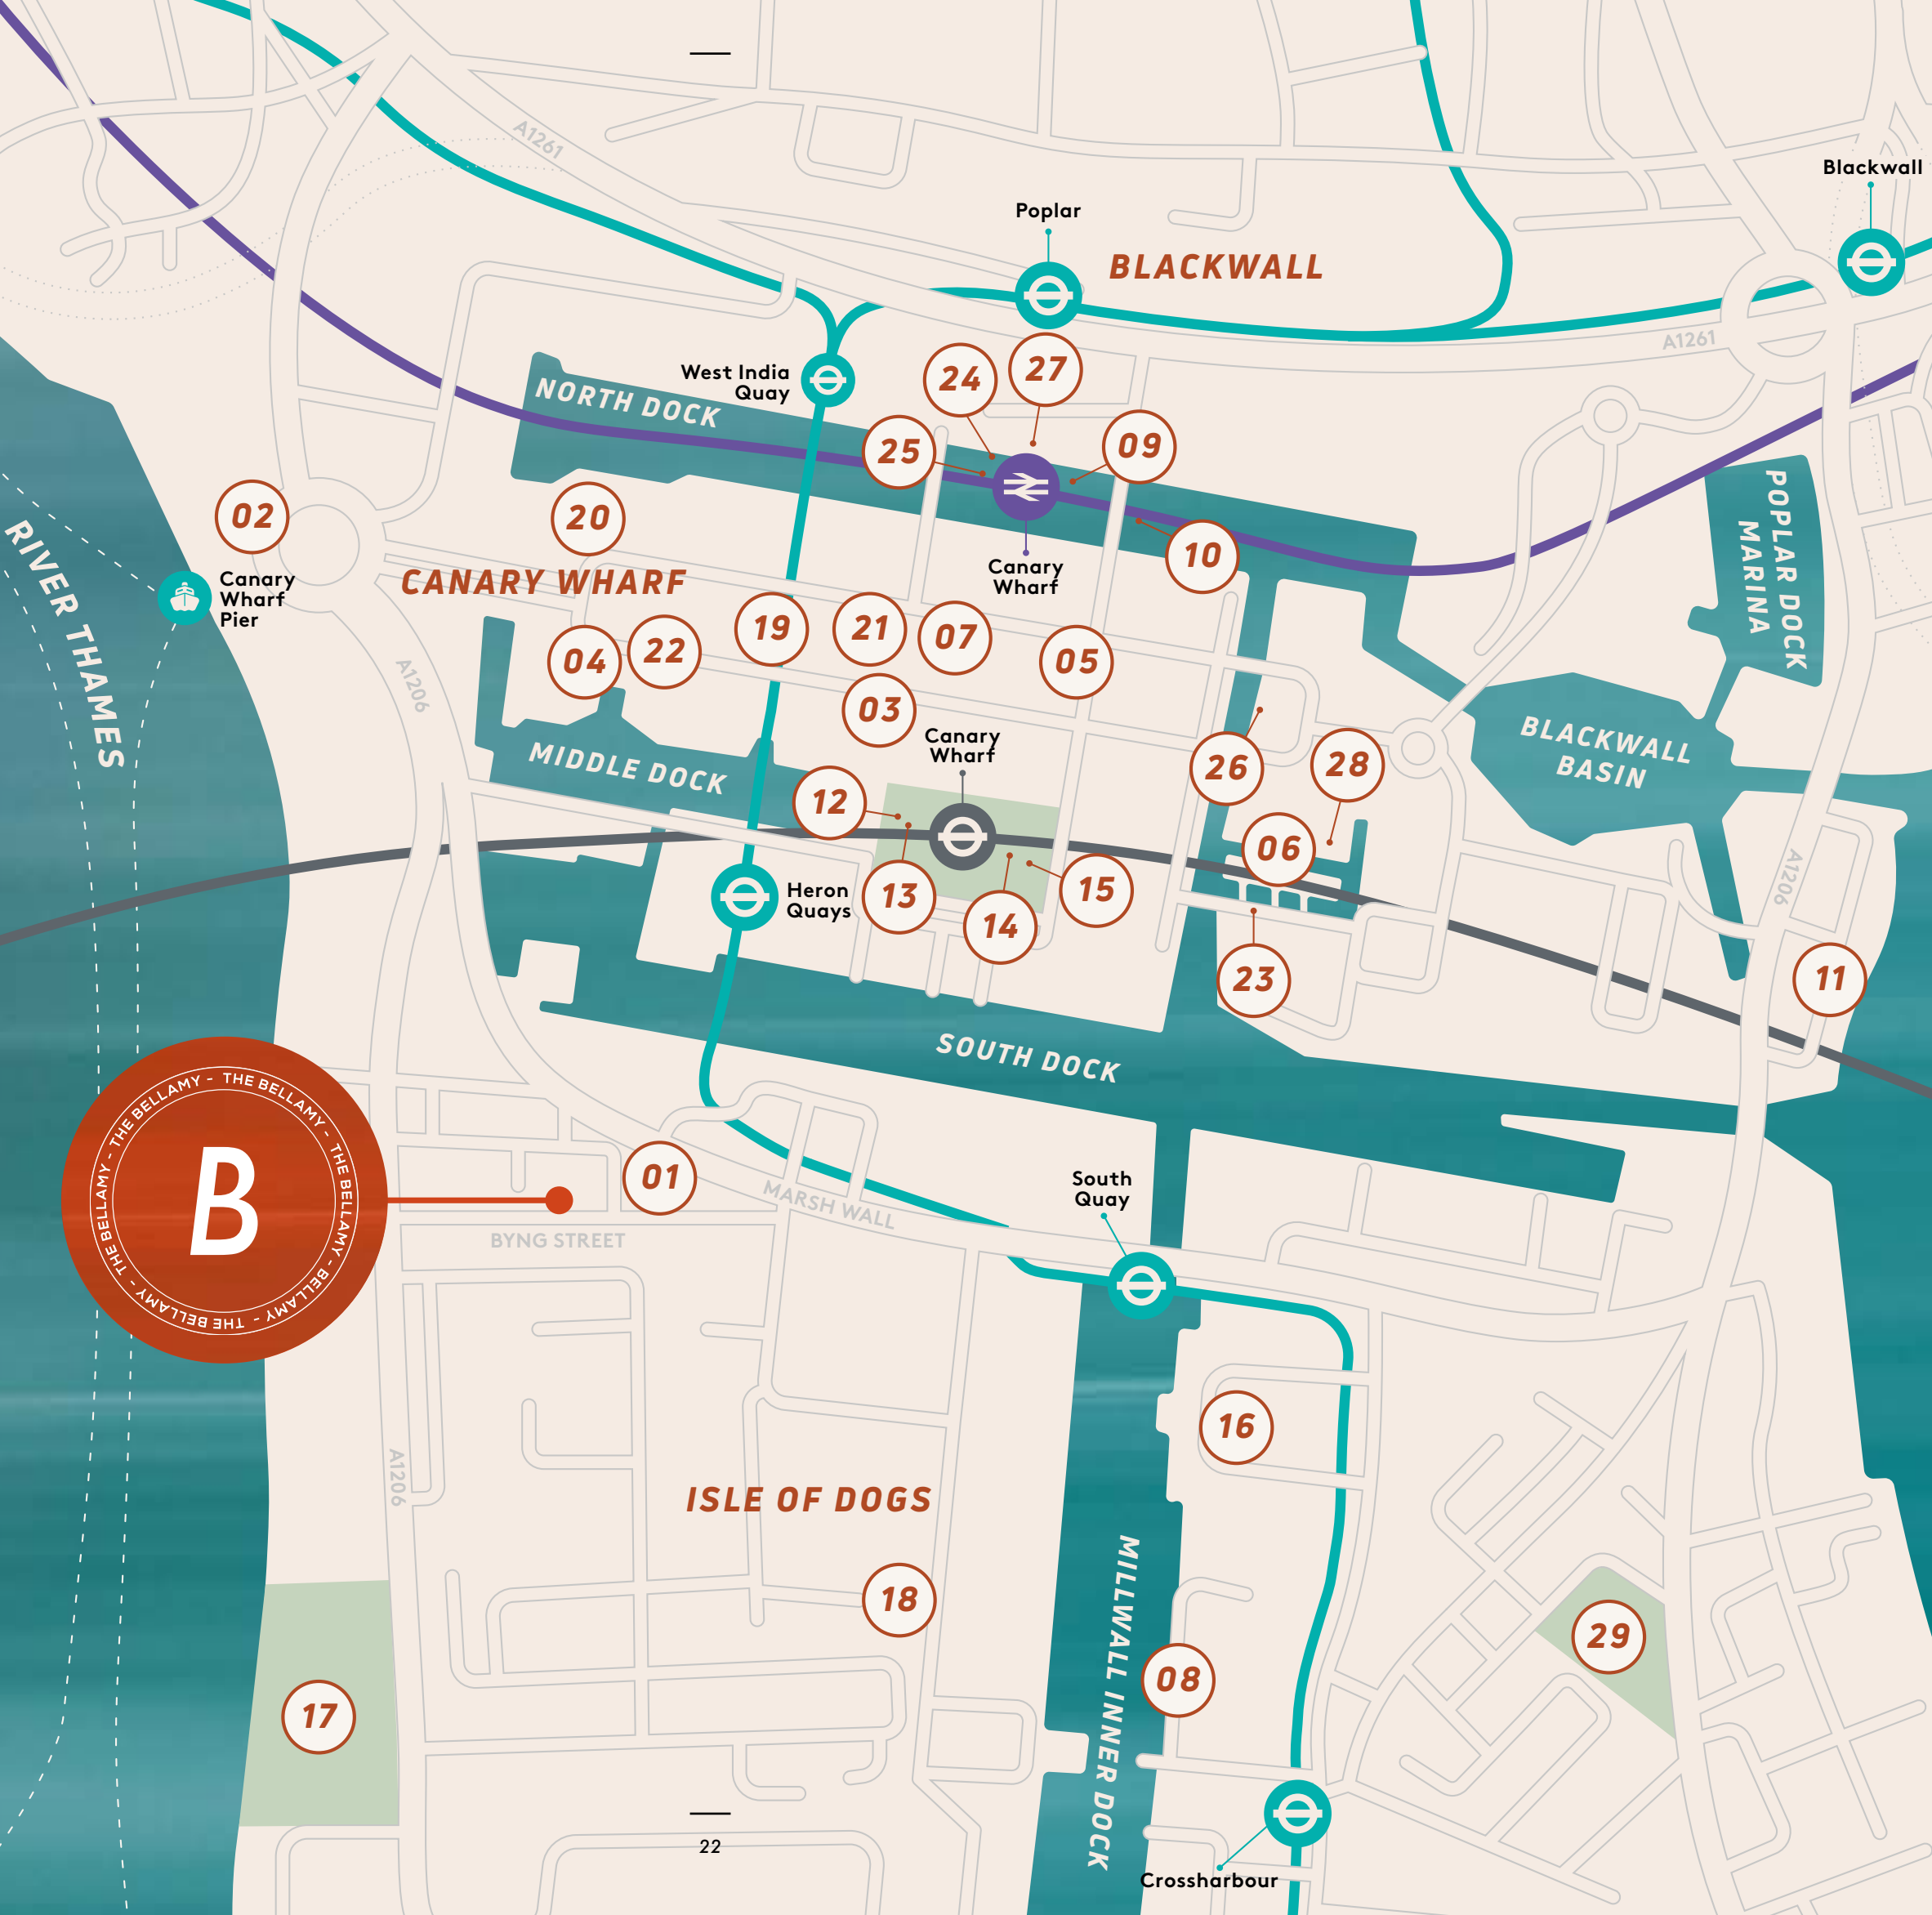 A1261
Blackwall
Poplar
BLACKWALL
A1261
West India
Quay
24
27
NORTH DOCK
25
09
POPLAR DOCK
MARINA
02
20
10
RIVER THAMES
Canary
Wharf
Pier
CANARY WHARF
Canary
Wharf
19
21
07
04
22
05
A1206
03
Canary
Wharf
MIDDLE DOCK
26
28
BLACKWALL
BASIN
12
06
A1206
Heron
Quays
13
15
14
23
11
SOUTH DOCK
THE BELLAMY - THE BELLAMY - BELLAMY - THE BELLAMY - THE BELLAMY - THE BELLAMY -
B
01
MARSH WALL
South
Quay
BYNG STREET
16
A1206
ISLE OF DOGS
18
MILLWALL INNER DOCK
29
08
17
22
Crossharbour